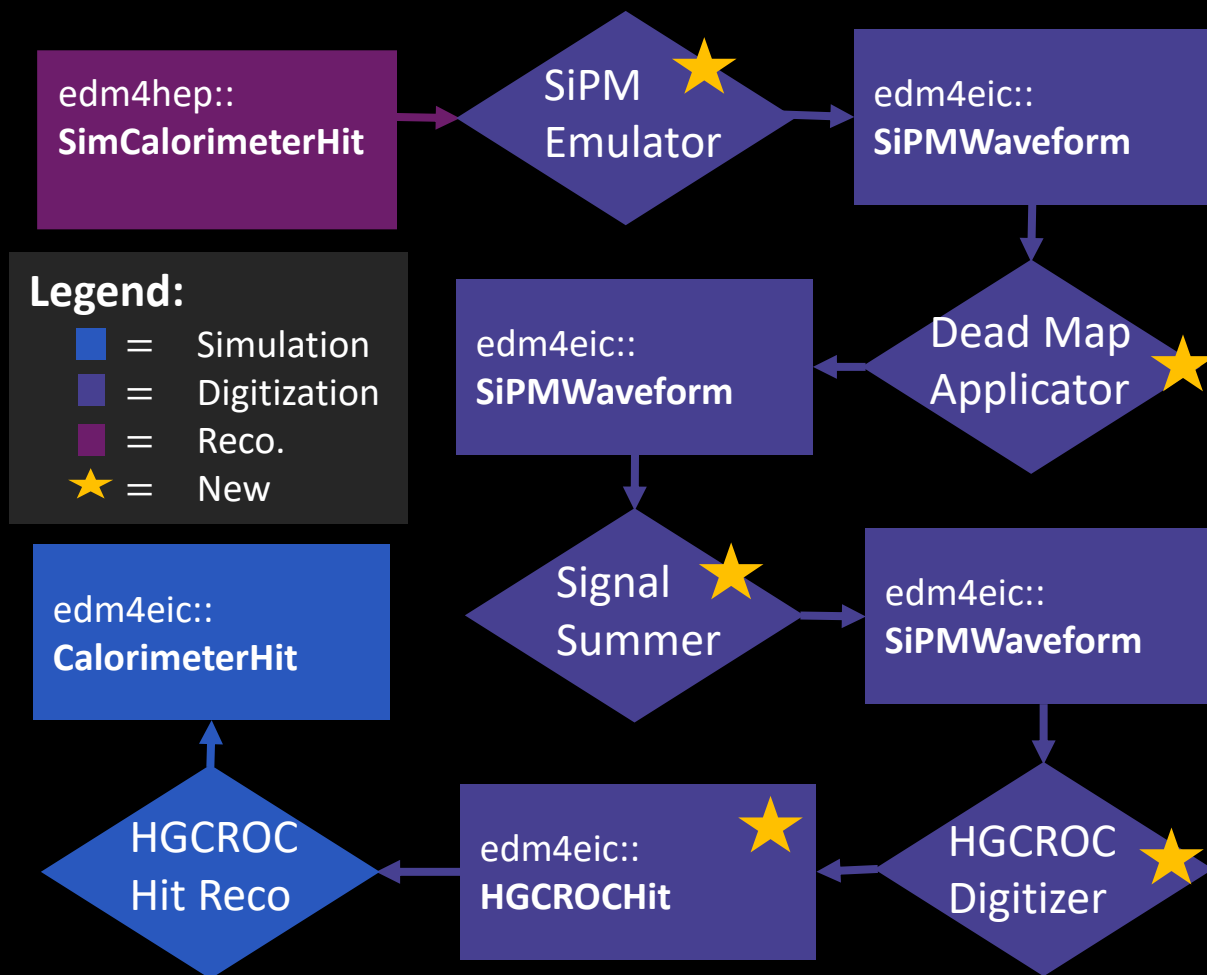 edm4hep::
SimCalorimeterHit
SiPM
Emulator
edm4eic::
SiPMWaveform
Legend:
= Simulation
= Digitization
= Reco.
= New
edm4eic::
SiPMWaveform
Dead Map
Applicator
edm4eic::
CalorimeterHit
Signal
Summer
edm4eic::
SiPMWaveform
HGCROC
Hit Reco
edm4eic::
HGCROCHit
HGCROC
Digitizer